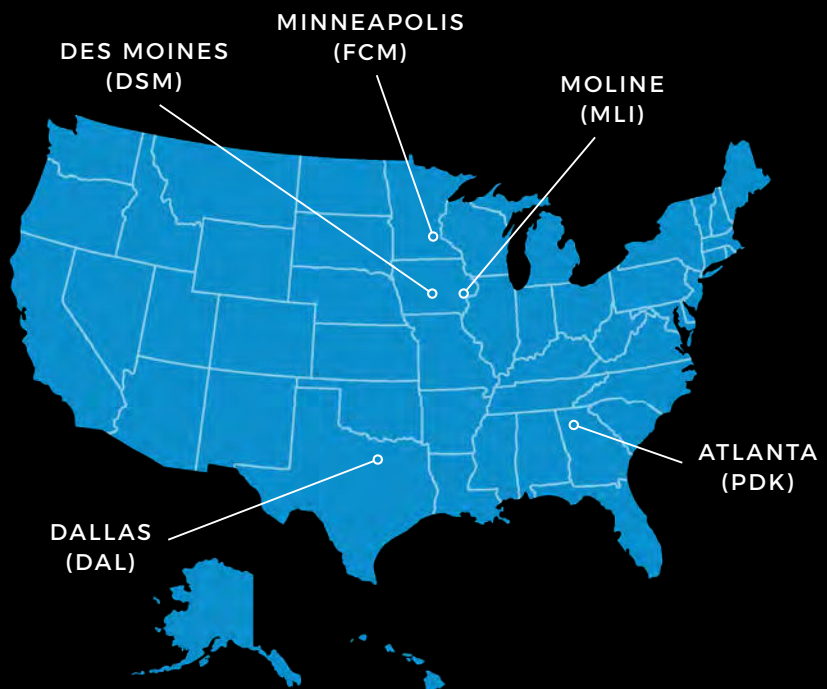 MINNEAPOLIS
(FCM)
DES MOINES
(DSM)
MOLINE
(MLI)
ATLANTA
(PDK)
DALLAS
(DAL)